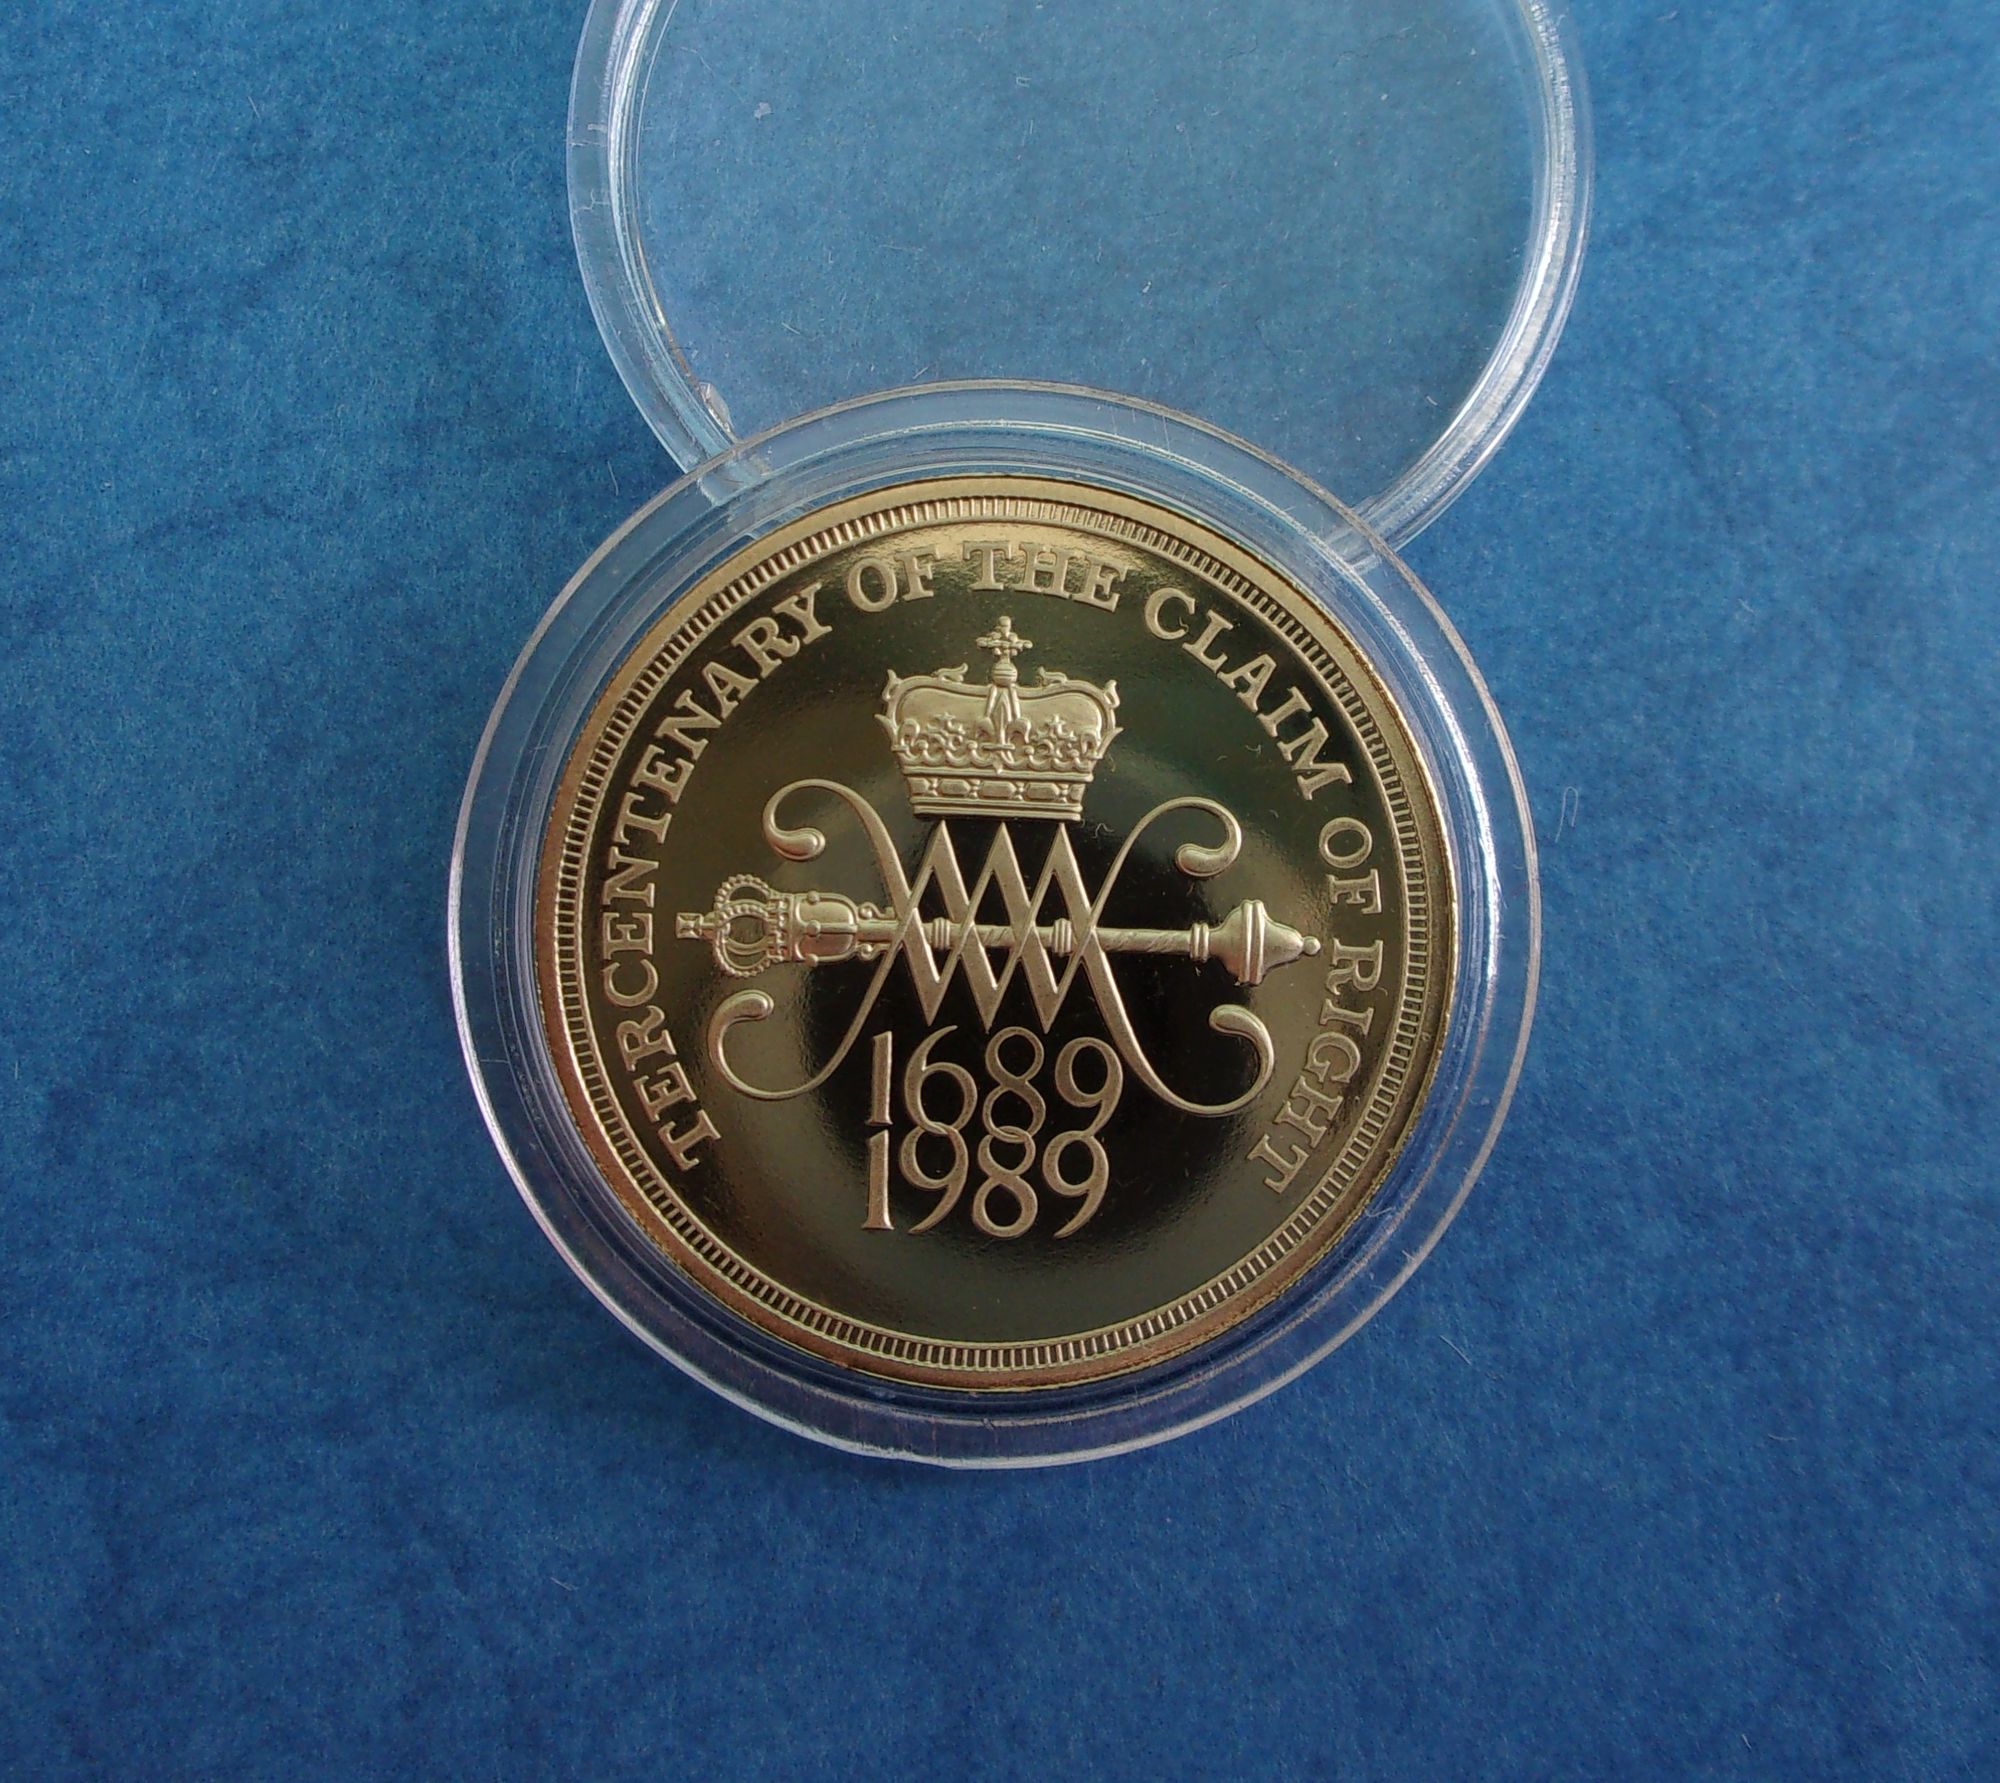 TERCENTENARY OF THE CLAIM OF RIGHT
1689
1989